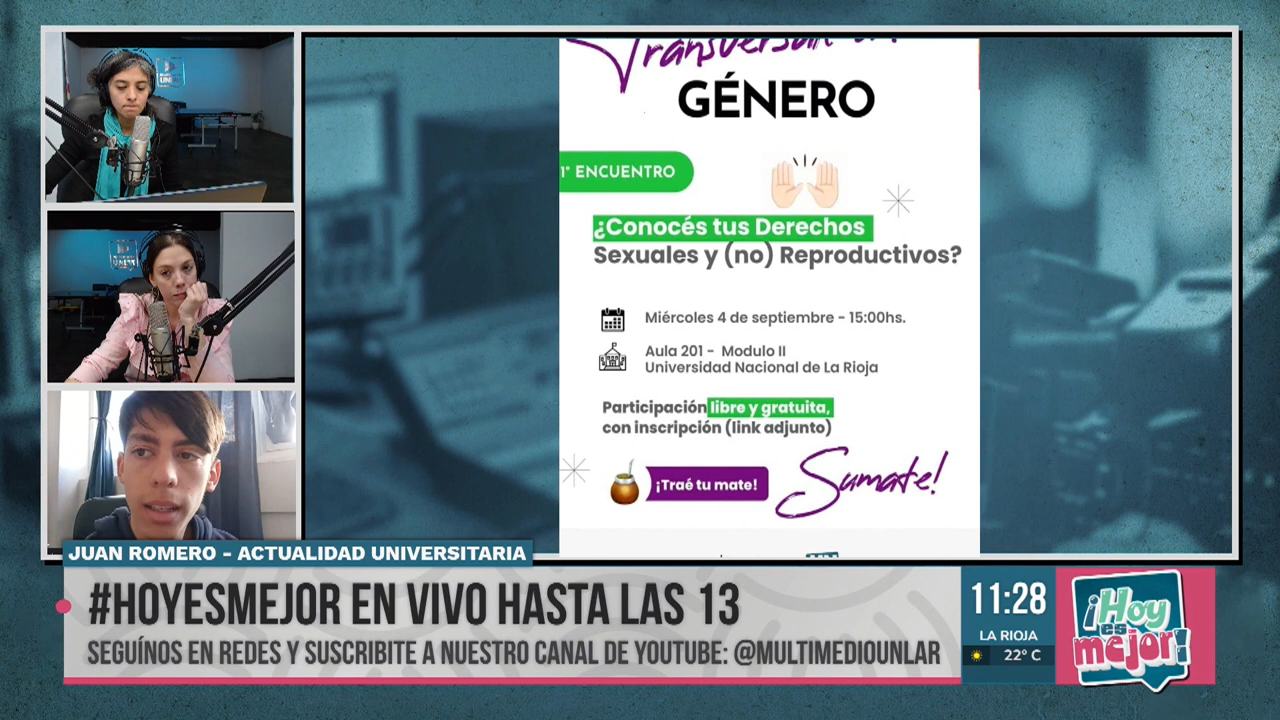 GÉNERO
1° ENCUENTRO
¿Conocés tus Derechos
Sexuales y (no) Reproductivos?
Miércoles 4 de septiembre - 15:00hs.
Aula 201 - Modulo II
Universidad Nacional de La Rioja
Participación libre y gratuita,
con inscripción (link adjunto)
¡Traé tu mate!
Sumate!
JUAN ROMERO - ACTUALIDAD UNIVERSITARIA
#HOYESMEJOR EN VIVO HASTA LAS 13
SEGUÍNOS EN REDES Y SUSCRIBITE A NUESTRO CANAL DE YOUTUBE: @MULTIMEDIOUNLAR
11:28
LA RIOJA
22° C
¡Hoy
es
mejor!